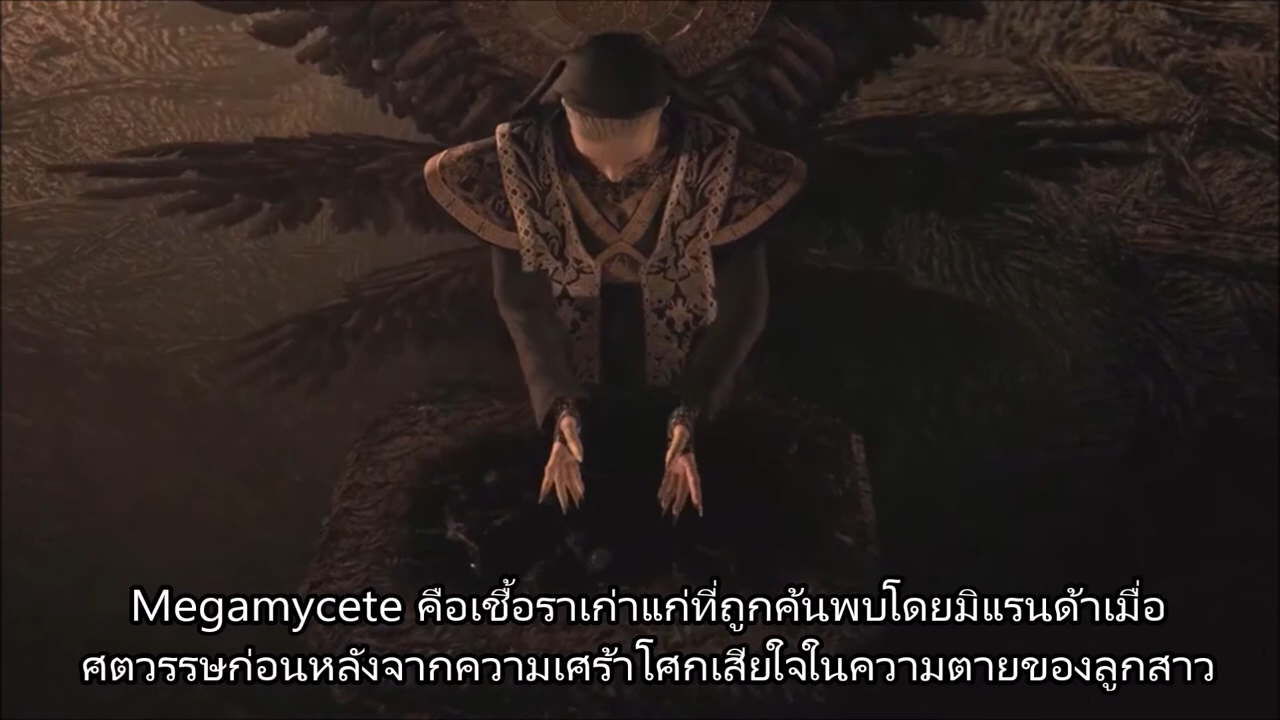 Megamycete คือเชื้อราเก่าแก่ที่ถูกค้นพบโดยมิแรนด้าเมื่อ
ศตวรรษก่อนหลังจากความเศร้าโศกเสียใจในความตายของลูกสาว